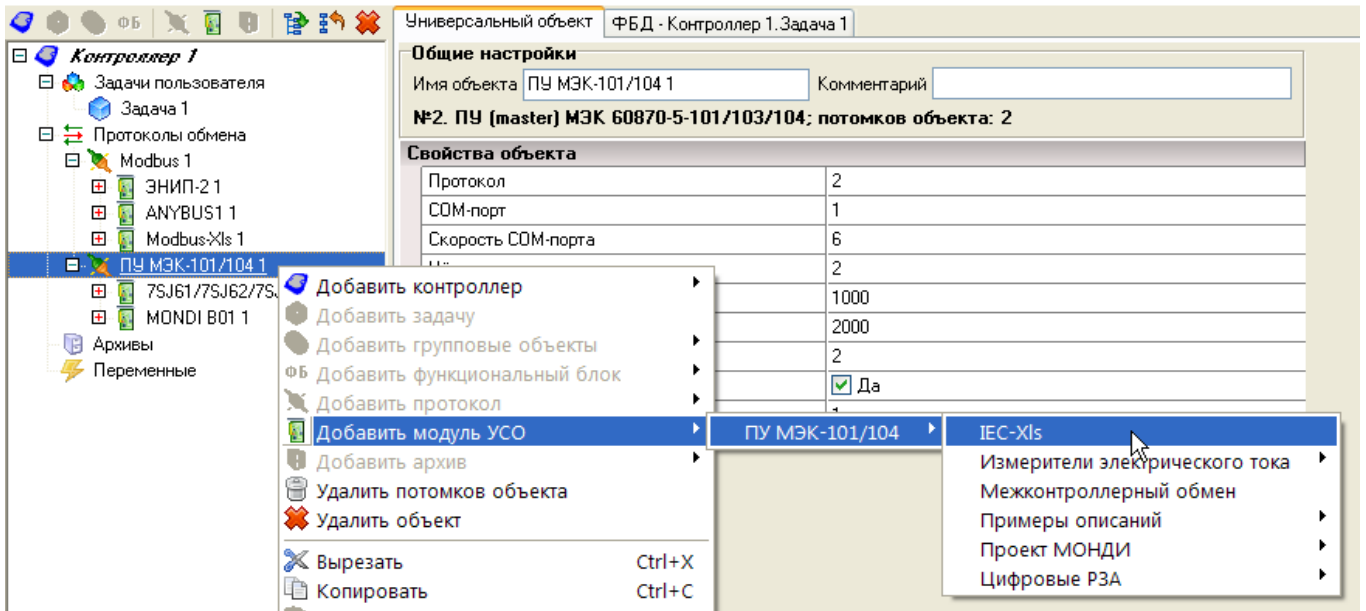 ФБ
Универсальный объект
ФБД - Контроллер 1.Задача 1
Контроллер 1
Задачи пользователя
Задача 1
Протоколы обмена
Modbus 1
ЭНИП-2 1
ANYBUS1 1
Modbus-Xls 1
ПУ МЭК-101/104 1
7SJ61/7SJ62/7S
MONDI B01 1
Архивы
Переменные
Общие настройки
Имя объекта ПУ МЭК-101/104 1 Комментарий
№2. ПУ (master) МЭК 60870-5-101/103/104; потомков объекта: 2
Свойства объекта
Протокол 2
COM-порт 1
Скорость COM-порта 6
2
1000
2000
2
Да
Добавить контроллер
Добавить задачу
Добавить групповые объекты
ФБ Добавить функциональный блок
Добавить протокол
Добавить модуль УСО
Добавить архив
Удалить потомков объекта
Удалить объект
Вырезать Ctrl+X
Копировать Ctrl+C
ПУ МЭК-101/104
IEC-Xls
Измерители электрического тока
Межконтроллерный обмен
Примеры описаний
Проект МОНДИ
Цифровые РЗА